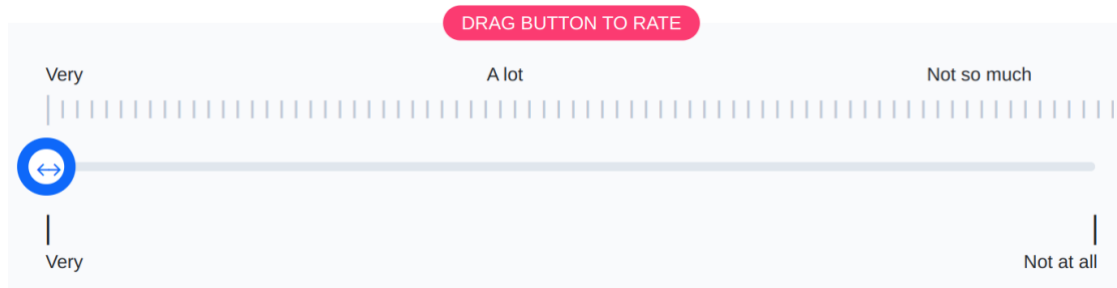 DRAG BUTTON TO RATE
Very A lot Not so much
Very Not at all